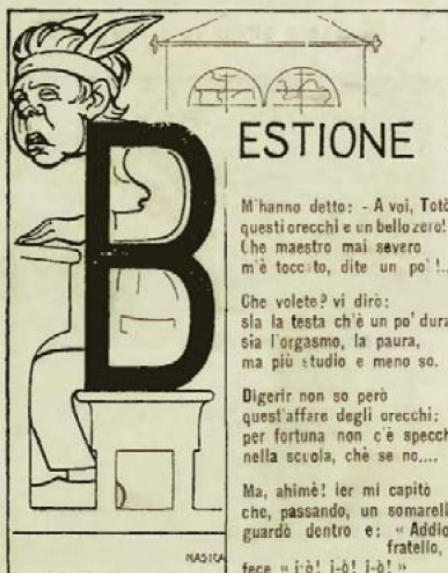 BESTIONE
M'hanno detto: - A voi, Totò
questi orecchi e un bello zero!
Che maestro mai severo
m'è toccato, dite un po'!..
Che volete? vi dirò:
sia la testa ch'è un po' dura
sia l'orgasmo, la paura,
ma più studio e meno so.
Digerir non so però
quest'affare degli orecchi:
per fortuna non c'è specch
nella scuola, chè se no....
Ma, ahimè! ier mi capitò
che, passando, un somarell
guardò dentro e: « Addio
fratello,
fece « i-ò! i-ò! i-ò! »
NASICA